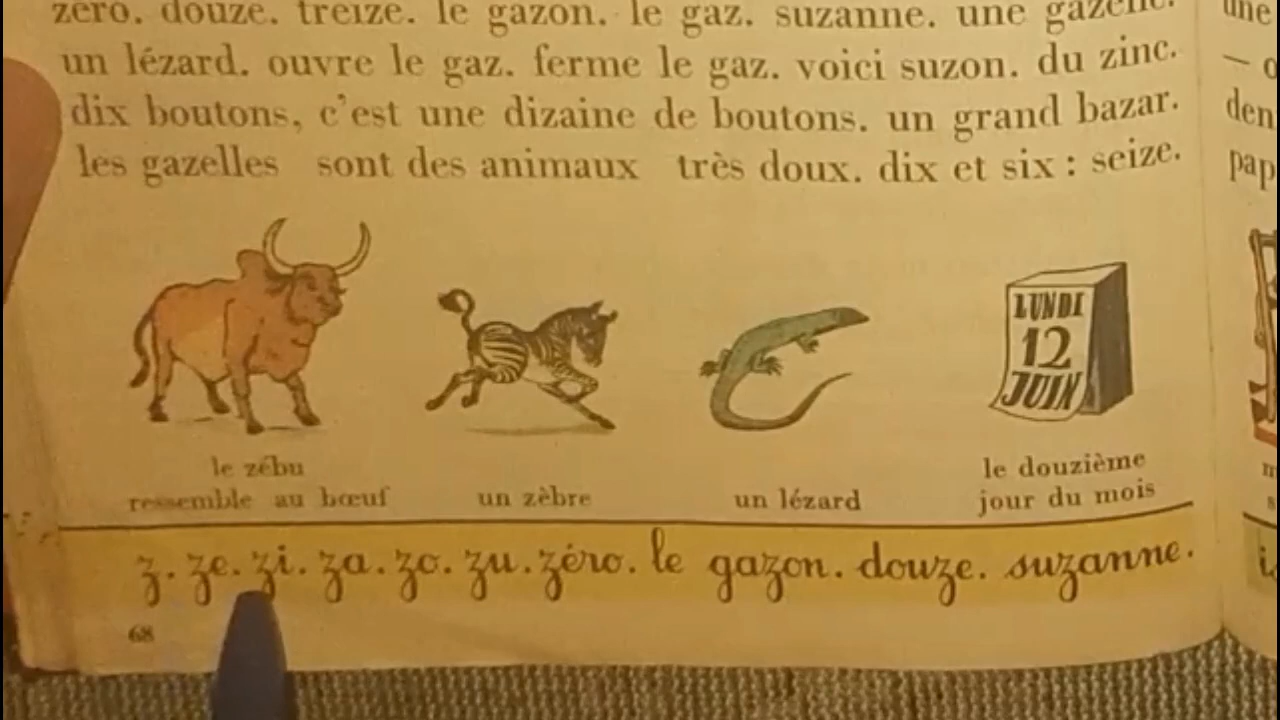 zéro. douze. treize. le gazon. le gaz. suzanne. une gazelle.
un lézard. ouvre le gaz. ferme le gaz. voici suzon. du zinc.
dix boutons, c'est une dizaine de boutons. un grand bazar.
les gazelles sont des animaux très doux. dix et six : seize.
LUNDI
12
JUIN
le zébu
ressemble au bœuf
un zèbre
un lézard
le douzième
jour du mois
z. ze. zi. za. zo. zu. zéro. le gazon. douze. suzanne.
68
une
den
pap